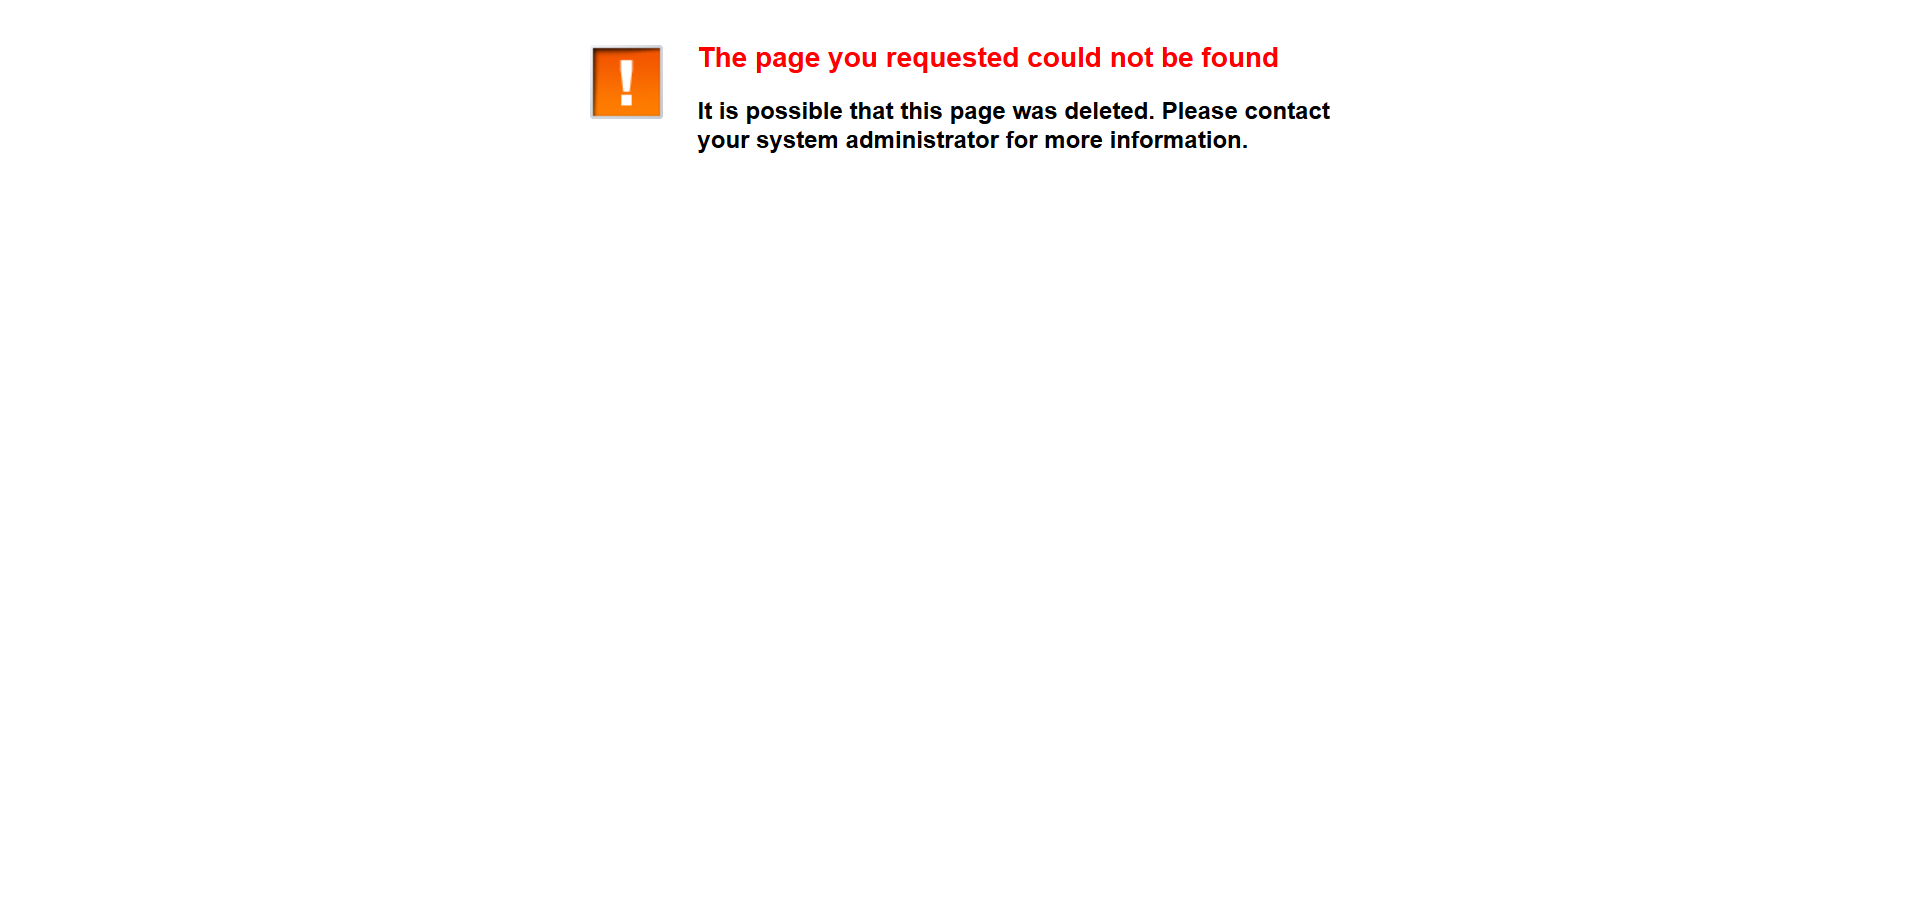 The page you requested could not be found
It is possible that this page was deleted. Please contact
your system administrator for more information.